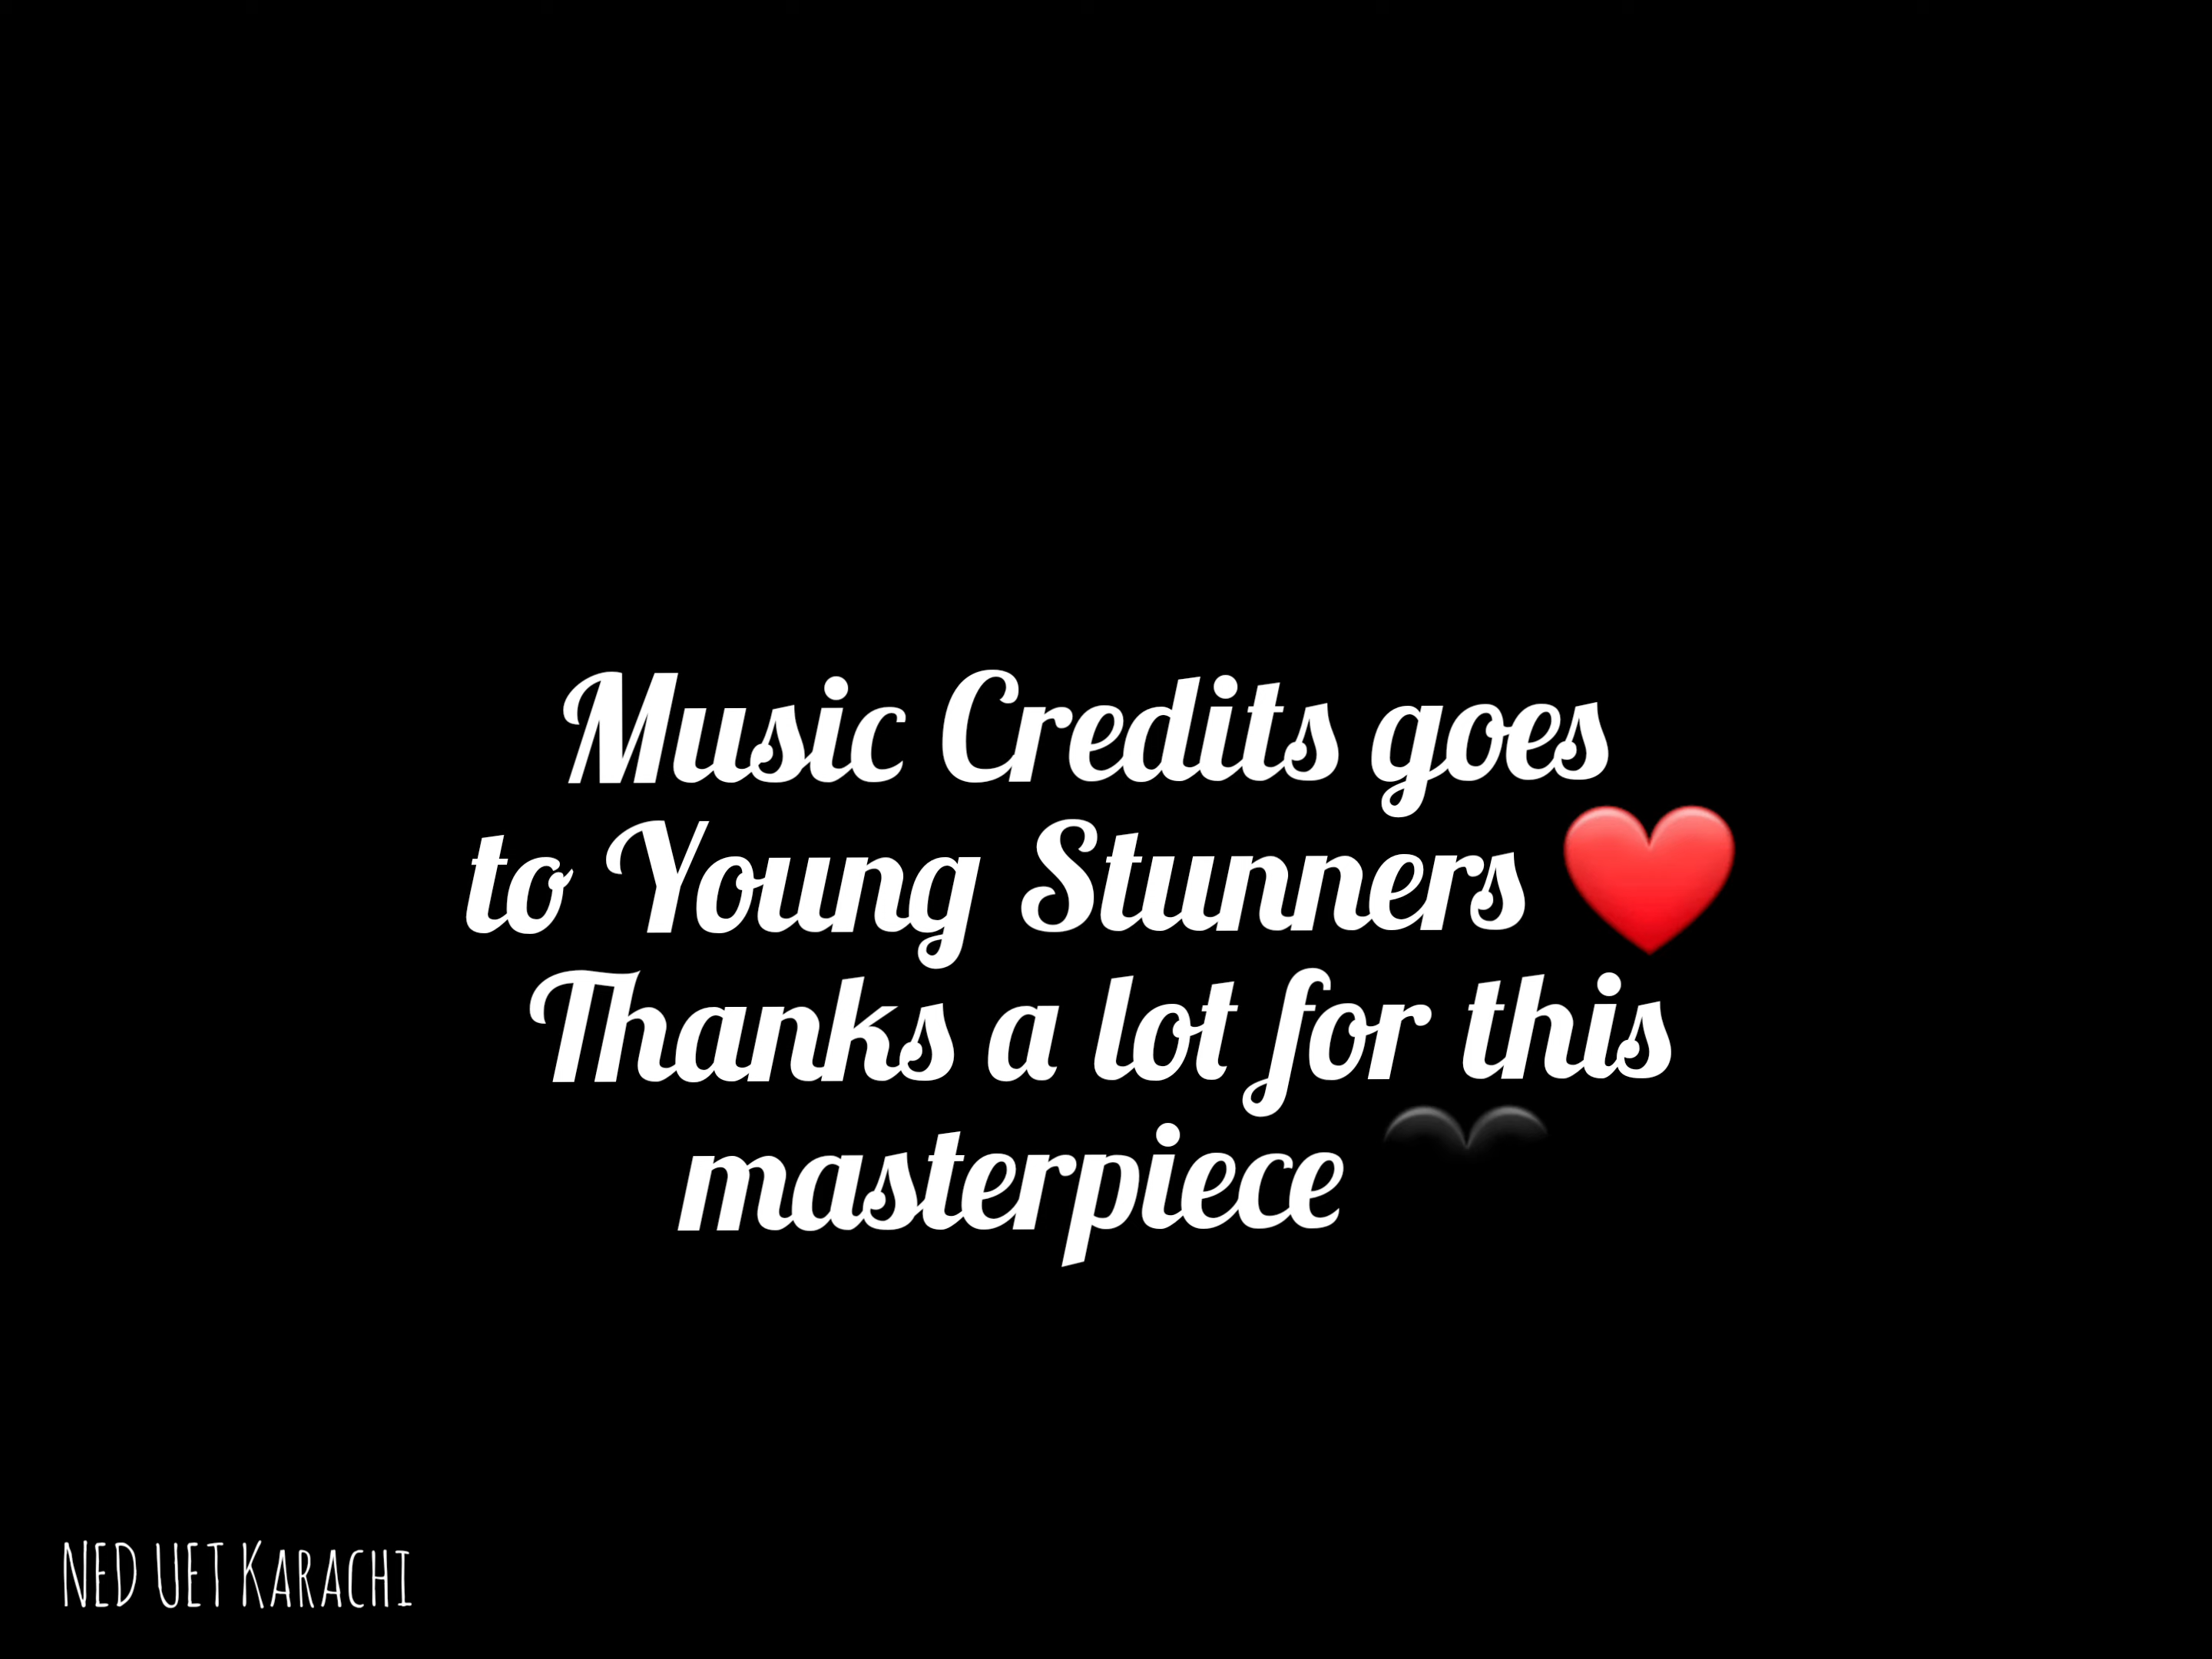 Music Credits goes
to Young Stunners ❤️
Thanks a lot for this
masterpiece 🖤
NED UET KARACHI